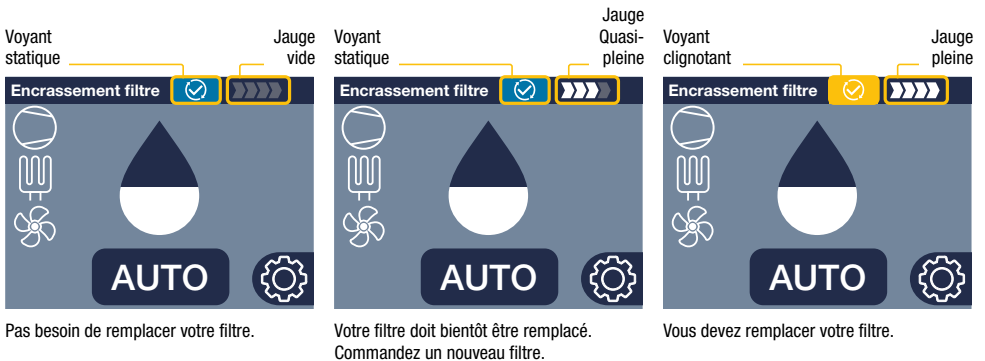 Voyant
statique
Jauge
vide
Encrassement filtre
AUTO
Pas besoin de remplacer votre filtre.
Voyant
statique
Jauge
Quasi-
pleine
Encrassement filtre
AUTO
Votre filtre doit bientôt être remplacé.
Commandez un nouveau filtre.
Voyant
clignotant
Jauge
pleine
Encrassement filtre
AUTO
Vous devez remplacer votre filtre.